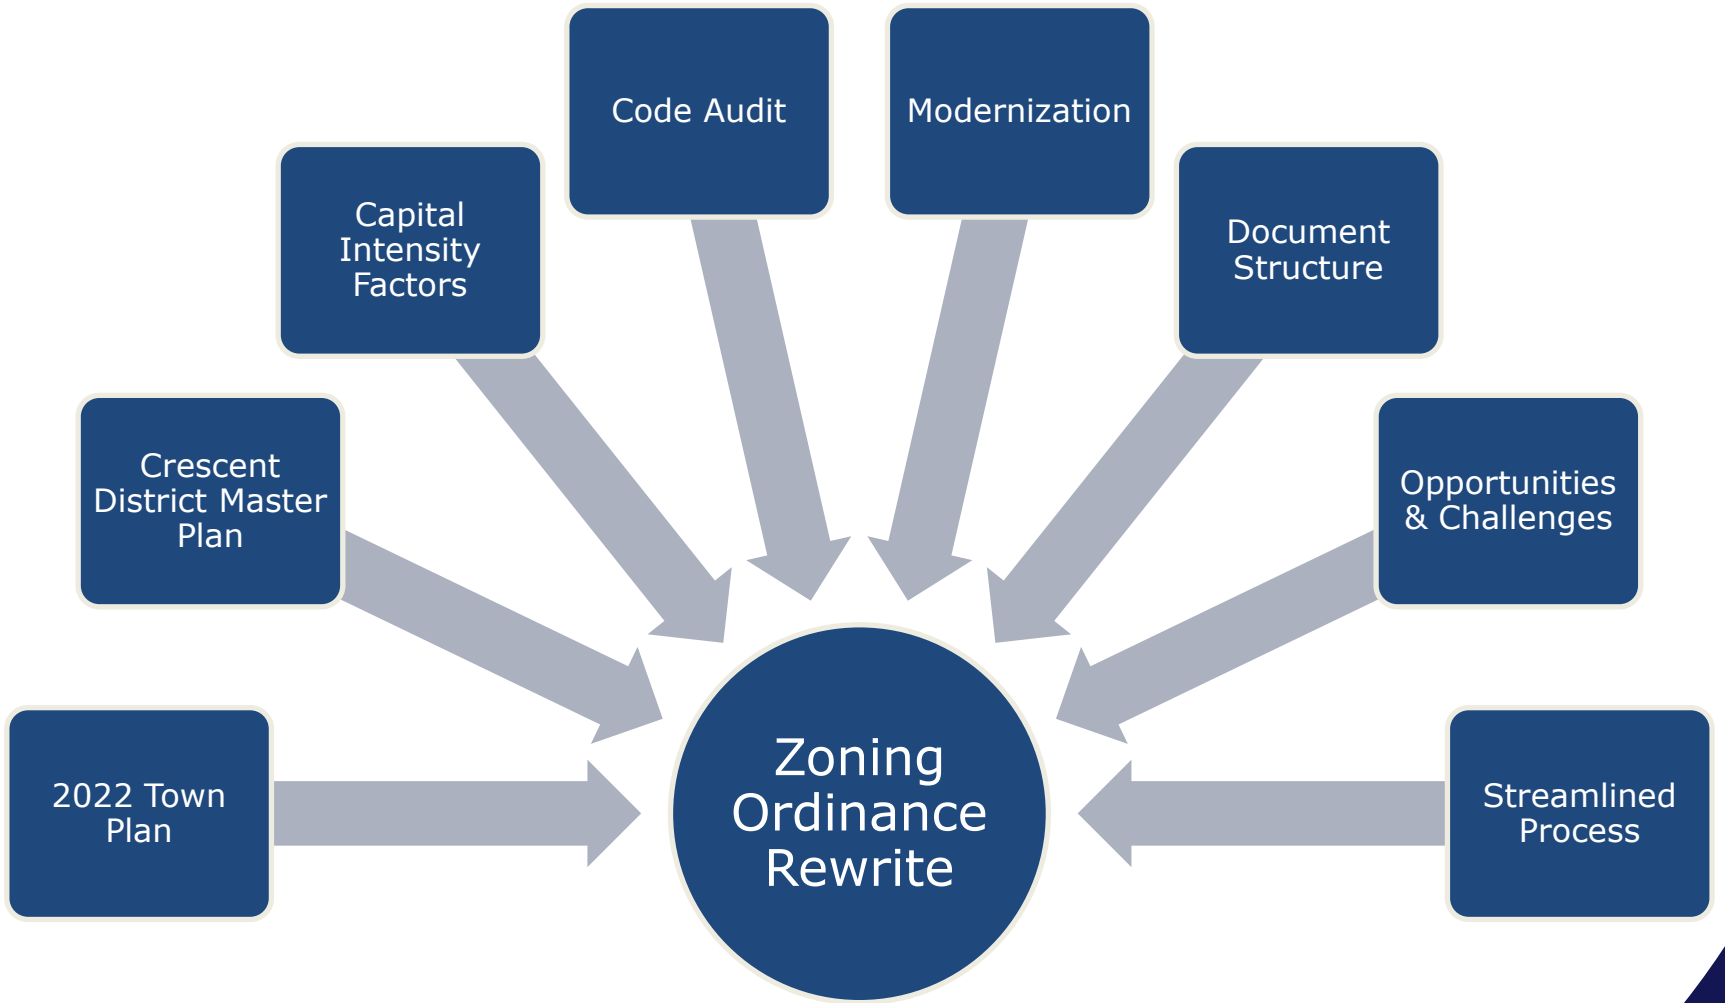 Code Audit
Modernization
Capital
Intensity
Factors
Document
Structure
Crescent
District Master
Plan
Opportunities
& Challenges
2022 Town
Plan
Zoning
Ordinance
Rewrite
Streamlined
Process